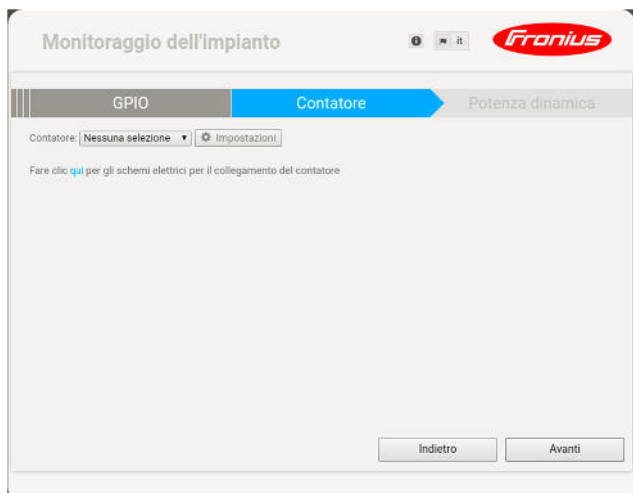 Monitoraggio dell'impianto
it
Fronius
GPIO
Contatore
Potenza dinamica
Contatore: Nessuna selezione Impostazioni
Fare clic qui per gli schemi elettrici per il collegamento del contatore
Indietro
Avanti